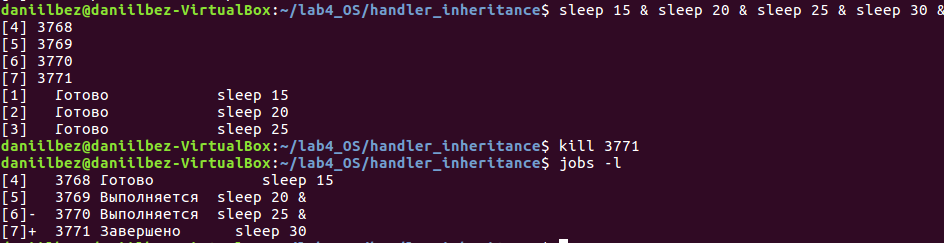 daniilbez@daniilbez-VirtualBox:~/lab4_OS/handler_inheritance$ sleep 15 & sleep 20 & sleep 25 & sleep 30 &
[4] 3768
[5] 3769
[6] 3770
[7] 3771
[1]   Готово            sleep 15
[2]   Готово            sleep 20
[3]   Готово            sleep 25
daniilbez@daniilbez-VirtualBox:~/lab4_OS/handler_inheritance$ kill 3771
daniilbez@daniilbez-VirtualBox:~/lab4_OS/handler_inheritance$ jobs -l
[4]   3768 Готово            sleep 15
[5]   3769 Выполняется  sleep 20 &
[6]-  3770 Выполняется  sleep 25 &
[7]+  3771 Завершено      sleep 30